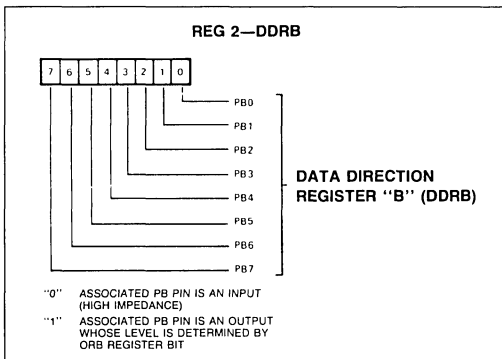 REG 2—DDRB
7 6 5 4 3 2 1 0
PB0
PB1
PB2
PB3
PB4
PB5
PB6
PB7
DATA DIRECTION
REGISTER "B" (DDRB)
"0" ASSOCIATED PB PIN IS AN INPUT
(HIGH IMPEDANCE)
"1" ASSOCIATED PB PIN IS AN OUTPUT
WHOSE LEVEL IS DETERMINED BY
ORB REGISTER BIT